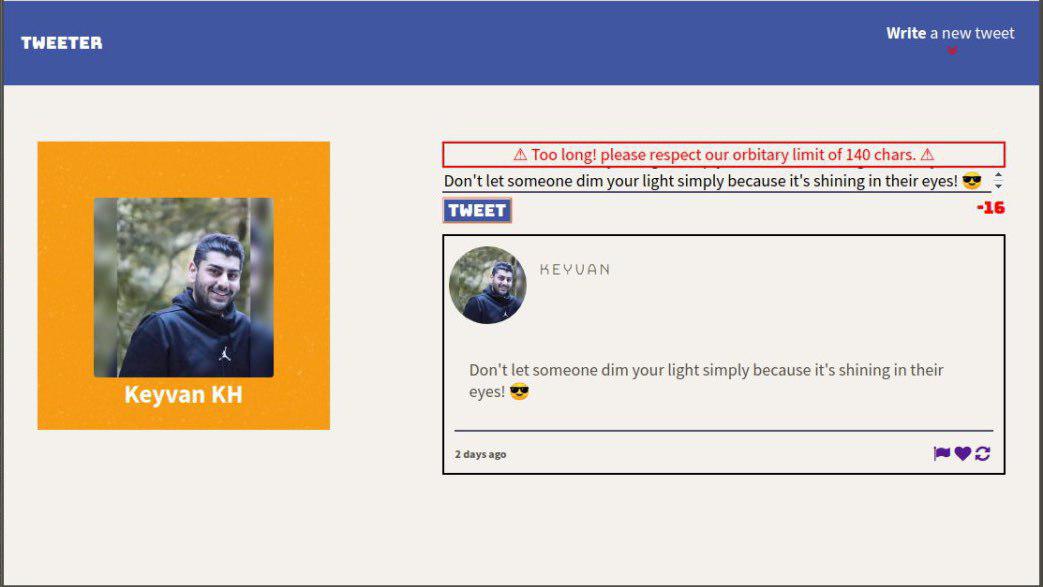 TWEETER
Write a new tweet
⚠ Too long! please respect our orbitary limit of 140 chars. ⚠
Don't let someone dim your light simply because it's shining in their eyes! 😎
TWEET
-16
KEYVAN
Don't let someone dim your light simply because it's shining in their
eyes! 😎
Keyvan KH
2 days ago